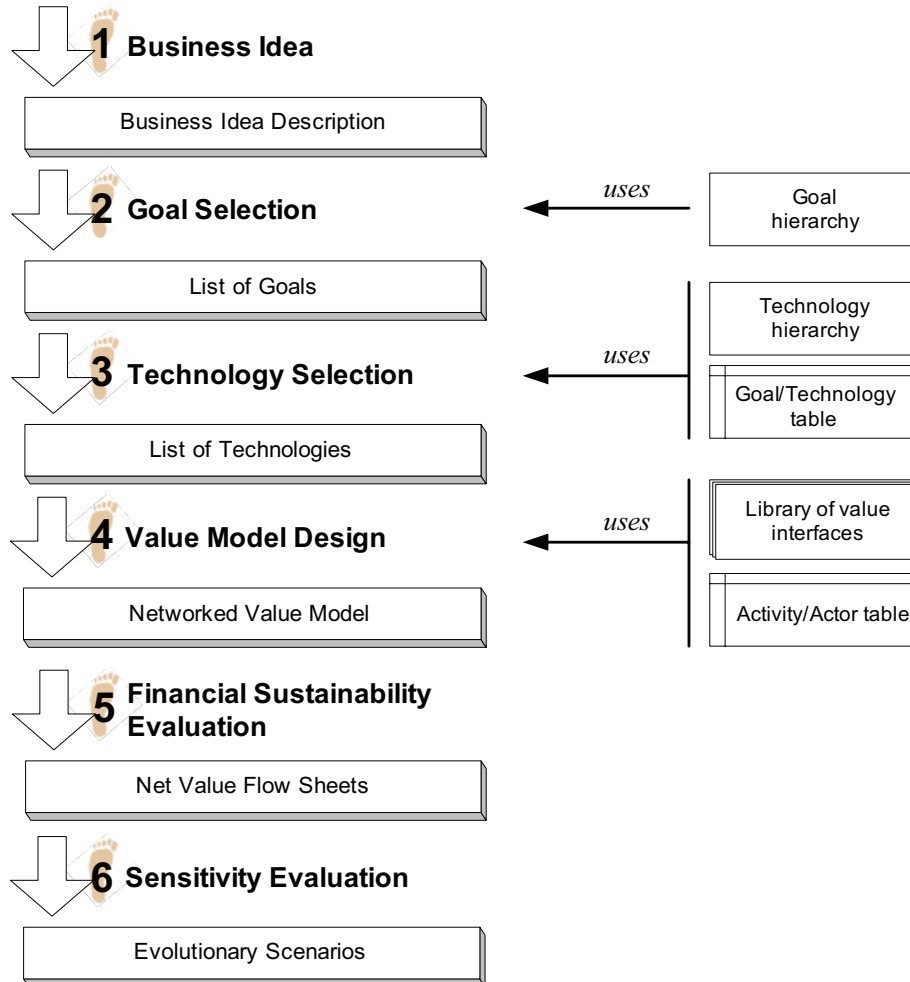 1 Business Idea
Business Idea Description
2 Goal Selection
uses
Goal
hierarchy
List of Goals
3 Technology Selection
uses
Technology
hierarchy
Goal/Technology
table
List of Technologies
4 Value Model Design
uses
Library of value
interfaces
Activity/Actor table
Networked Value Model
5 Financial Sustainability
Evaluation
Net Value Flow Sheets
6 Sensitivity Evaluation
Evolutionary Scenarios